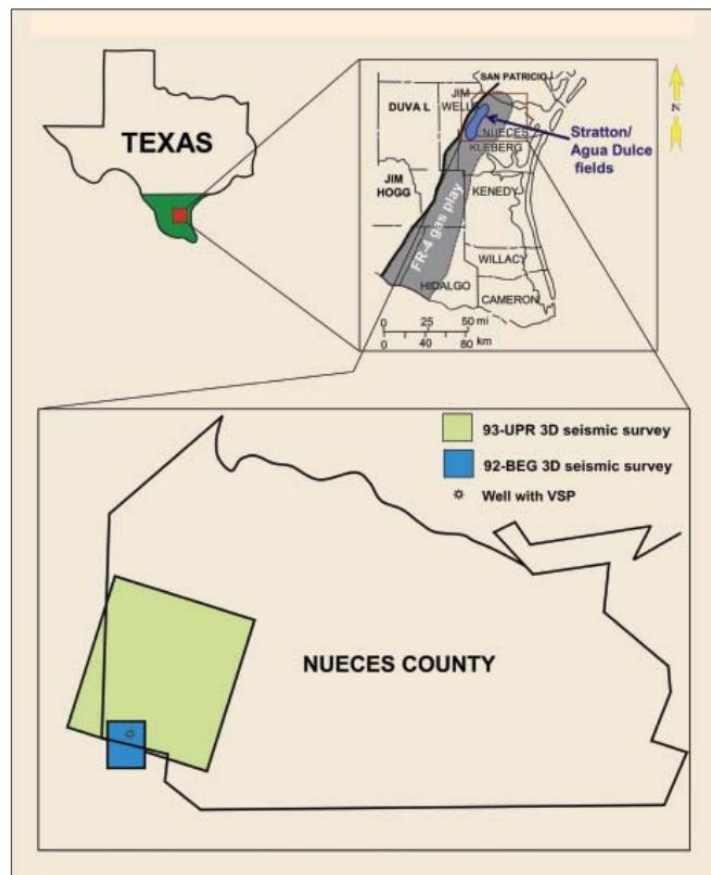 TEXAS
SAN PATRICIO
JIM
WELLS
DUVAL
NUECES
KLEBERG
Stratton/
Agua Dulce
fields
N
JIM
HOGG
KENEDY
FR-4 gas play
WILLACY
HIDALGO
CAMERON
0 25 50 mi
0 40 80
km
93-UPR 3D seismic survey
92-BEG 3D seismic survey
Well with VSP
NUECES COUNTY